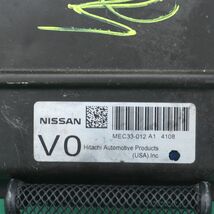 NISSAN
MEC33-012 A1 4108
V0
Hitachi Automotive Products
(USA), Inc